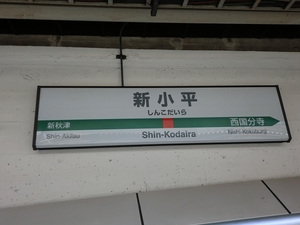 新小平
しんこだいら
新秋津
西国分寺
Shin-Kodaira
Shin-Akitsu
Nishi-Kokubunji